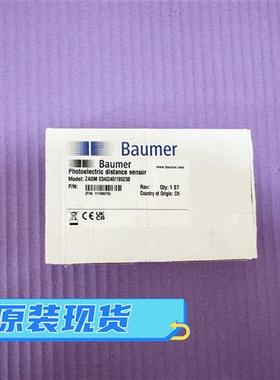 Baumer
Baumer
www.baumer.com
Photoelectric distance sensor
Model: ZADM 034I240/195238
P/N:
Rev:
Qty: 1 ST
Country of Origin: CH
原装现货